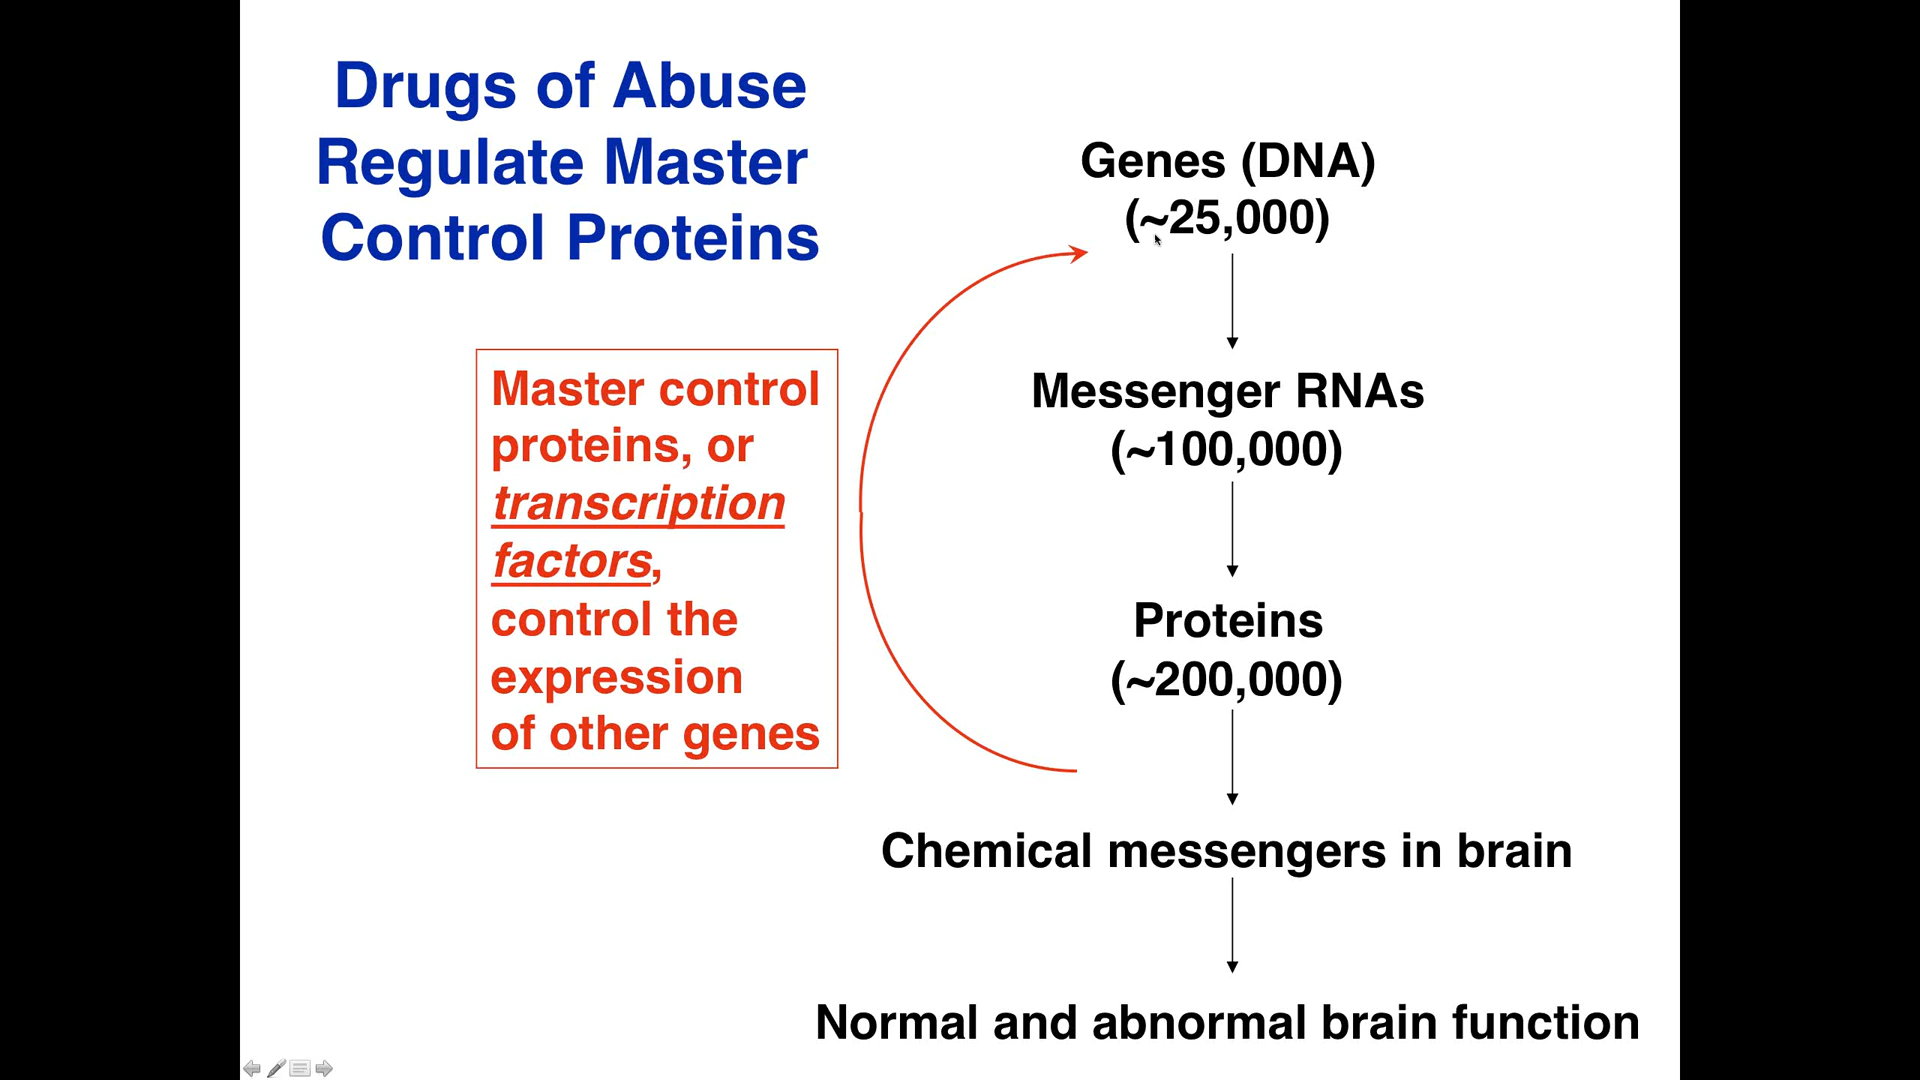 Drugs of Abuse
Regulate Master
Control Proteins
Genes (DNA)
(~25,000)
Master control
proteins, or
transcription
factors,
control the
expression
of other genes
Messenger RNAs
(~100,000)
Proteins
(~200,000)
Chemical messengers in brain
Normal and abnormal brain function